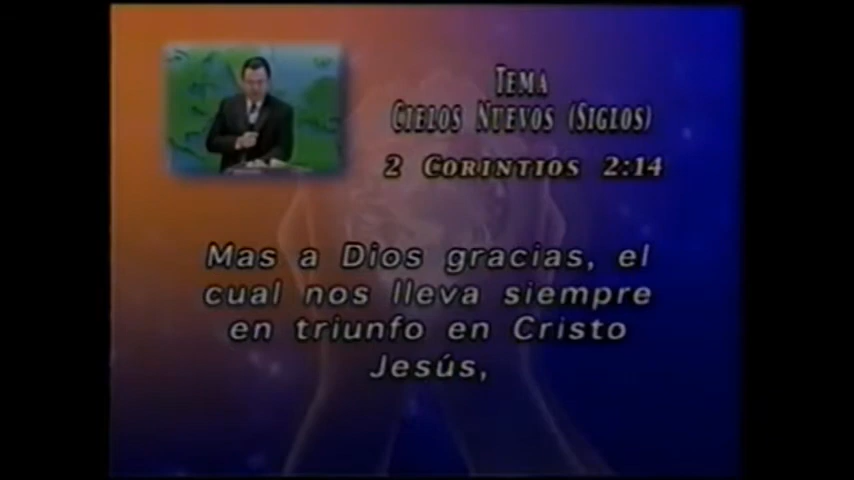 TEMA
CIELOS NUEVOS (SIGLOS)
2 CORINTIOS 2:14
Mas a Dios gracias, el
cual nos lleva siempre
en triunfo en Cristo
Jesús,